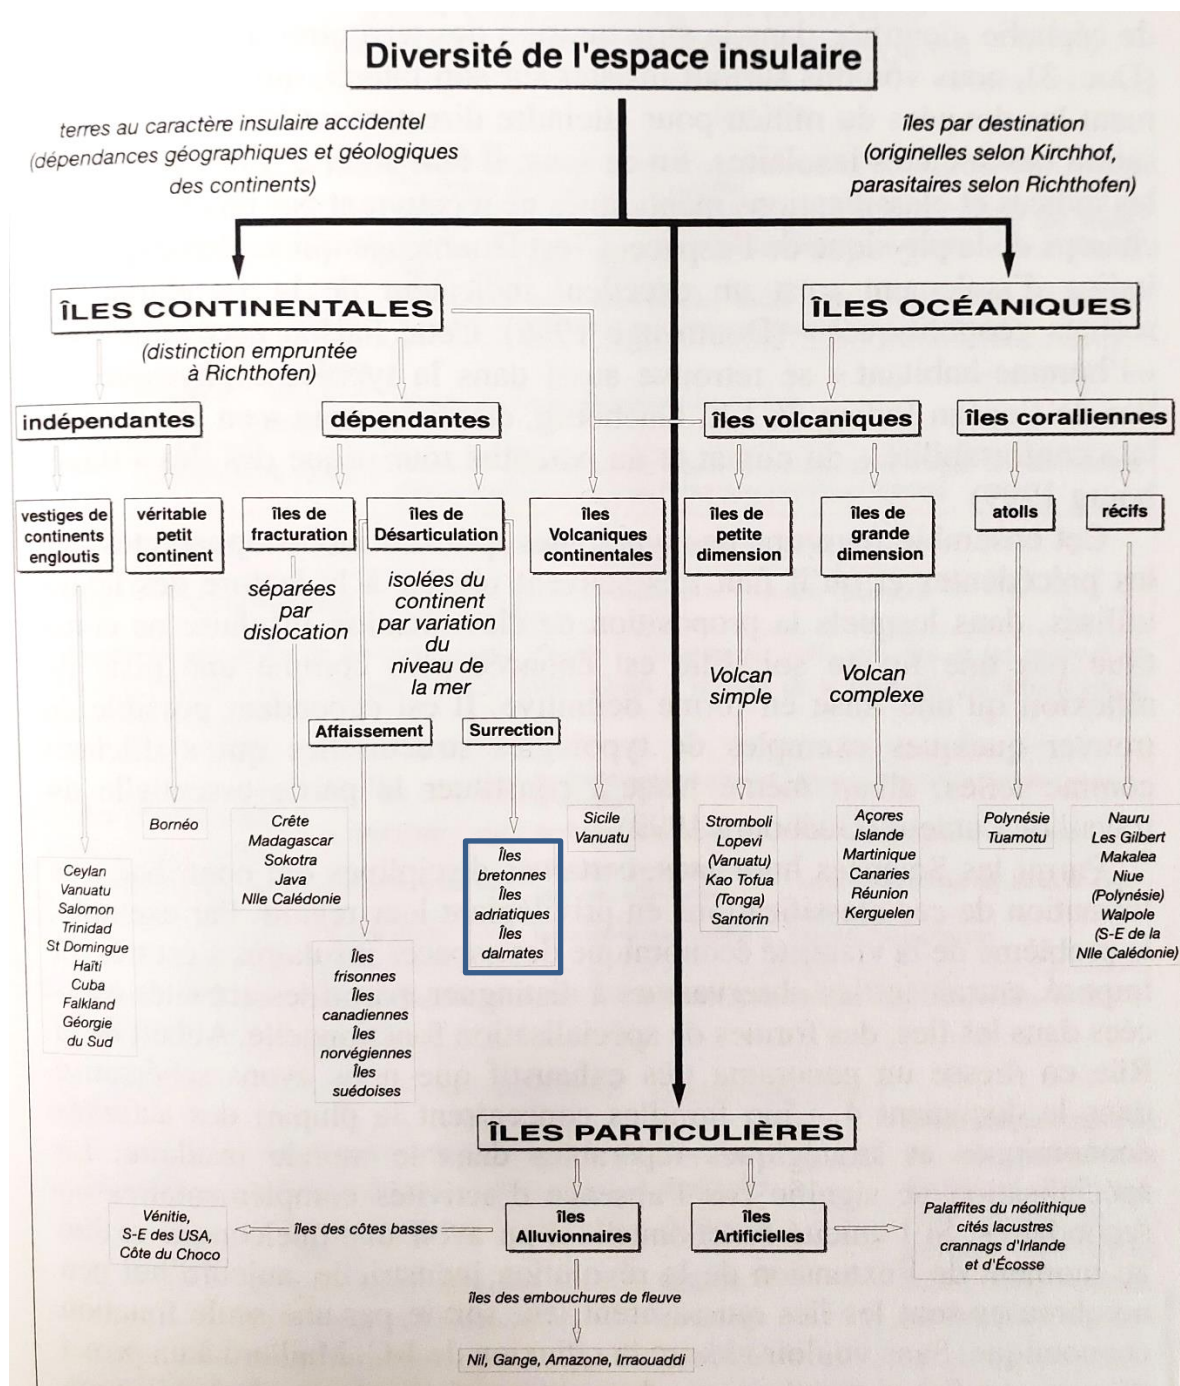 Diversité de l'espace insulaire
terres au caractère insulaire accidentel
(dépendances géographiques et géologiques
des continents)
îles par destination
(originelles selon Kirchhof,
parasitaires selon Richthofen)
ÎLES CONTINENTALES
ÎLES OCÉANIQUES
(distinction empruntée
à Richthofen)
indépendantes
dépendantes
îles volcaniques
îles coralliennes
vestiges de
continents
engloutis
véritable
petit
continent
îles de
fracturation
îles de
Désarticulation
îles
Volcaniques
continentales
îles de
petite
dimension
îles de
grande
dimension
atolls
récifs
séparées
par
dislocation
isolées du
continent
par variation
du
niveau de
la mer
Volcan
simple
Volcan
complexe
Affaissement
Surrection
Ceylan
Vanuatu
Salomon
Trinidad
St Domingue
Haïti
Cuba
Falkland
Géorgie
du Sud
Bornéo
Crête
Madagascar
Sokotra
Java
Nlle Calédonie
Îles
frisonnes
Îles
canadiennes
Îles
norvégiennes
Îles
suédoises
Îles
bretonnes
Îles
adriatiques
Îles
dalmates
Sicile
Vanuatu
Stromboli
Lopevi
(Vanuatu)
Kao Tofua
(Tonga)
Santorin
Açores
Islande
Martinique
Canaries
Réunion
Kerguelen
Polynésie
Tuamotu
Nauru
Les Gilbert
Makalea
Niue
(Polynésie)
Walpole
(S-E de la
Nlle Calédonie)
ÎLES PARTICULIÈRES
Vénitie,
S-E des USA,
Côte du Choco
îles des côtes basses
îles
Alluvionnaires
îles
Artificielles
Palaffites du néolithique
cités lacustres
crannags d'Irlande
et d'Écosse
îles des embouchures de fleuve
Nil, Gange, Amazone, Irraouaddi